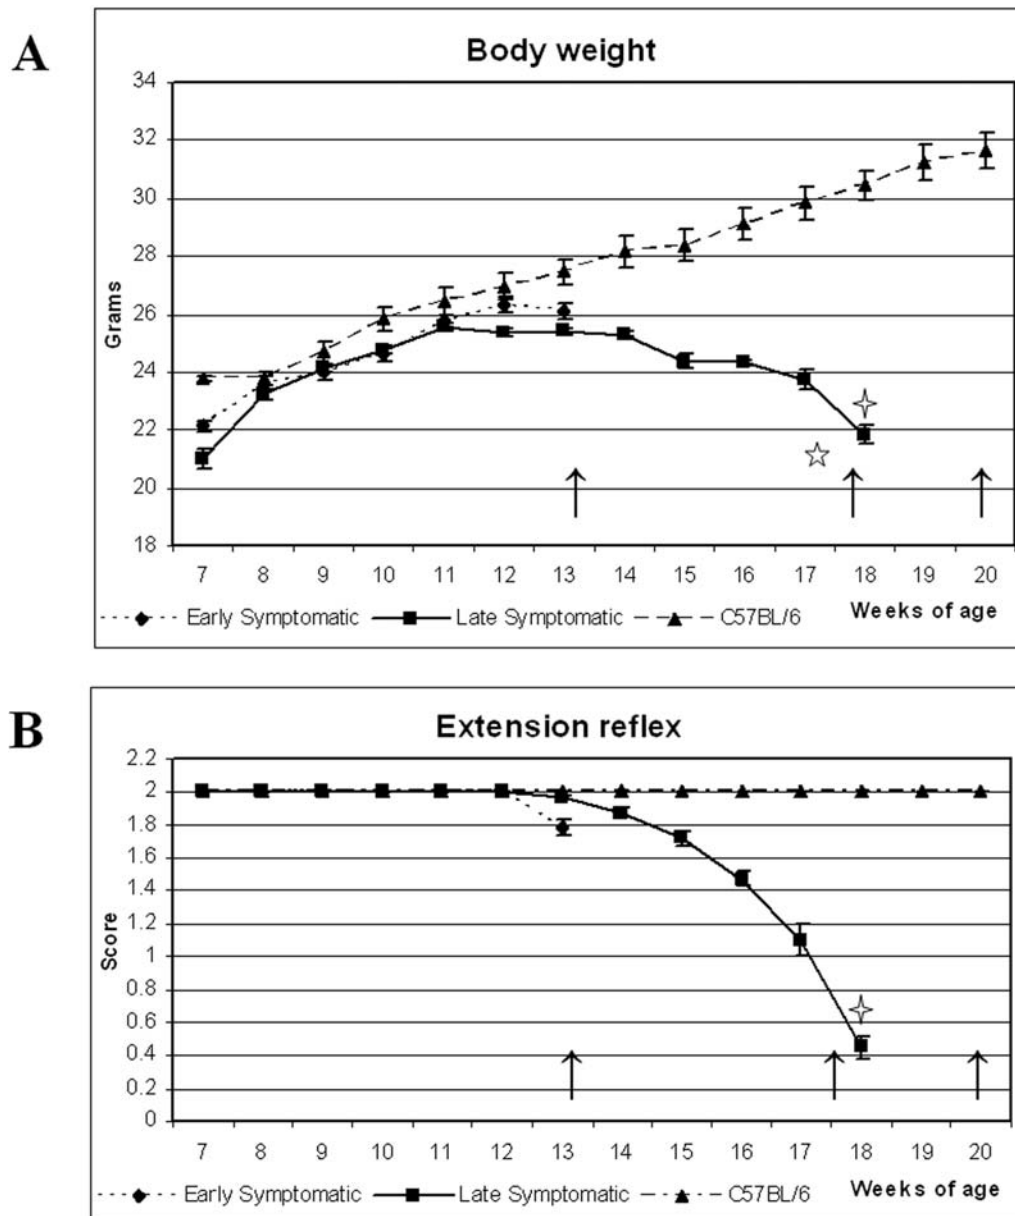 A
Body weight
34
32
30
28
26
24
22
20
18
Grams
7 8 9 10 11 12 13 14 15 16 17 18 19 20
Weeks of age
Early Symptomatic Late Symptomatic C57BL/6
B
Extension reflex
2.2
2
1.8
1.6
1.4
1.2
1
0.8
0.6
0.4
0.2
0
Score
7 8 9 10 11 12 13 14 15 16 17 18 19 20
Early Symptomatic Late Symptomatic C57BL/6 Weeks of age